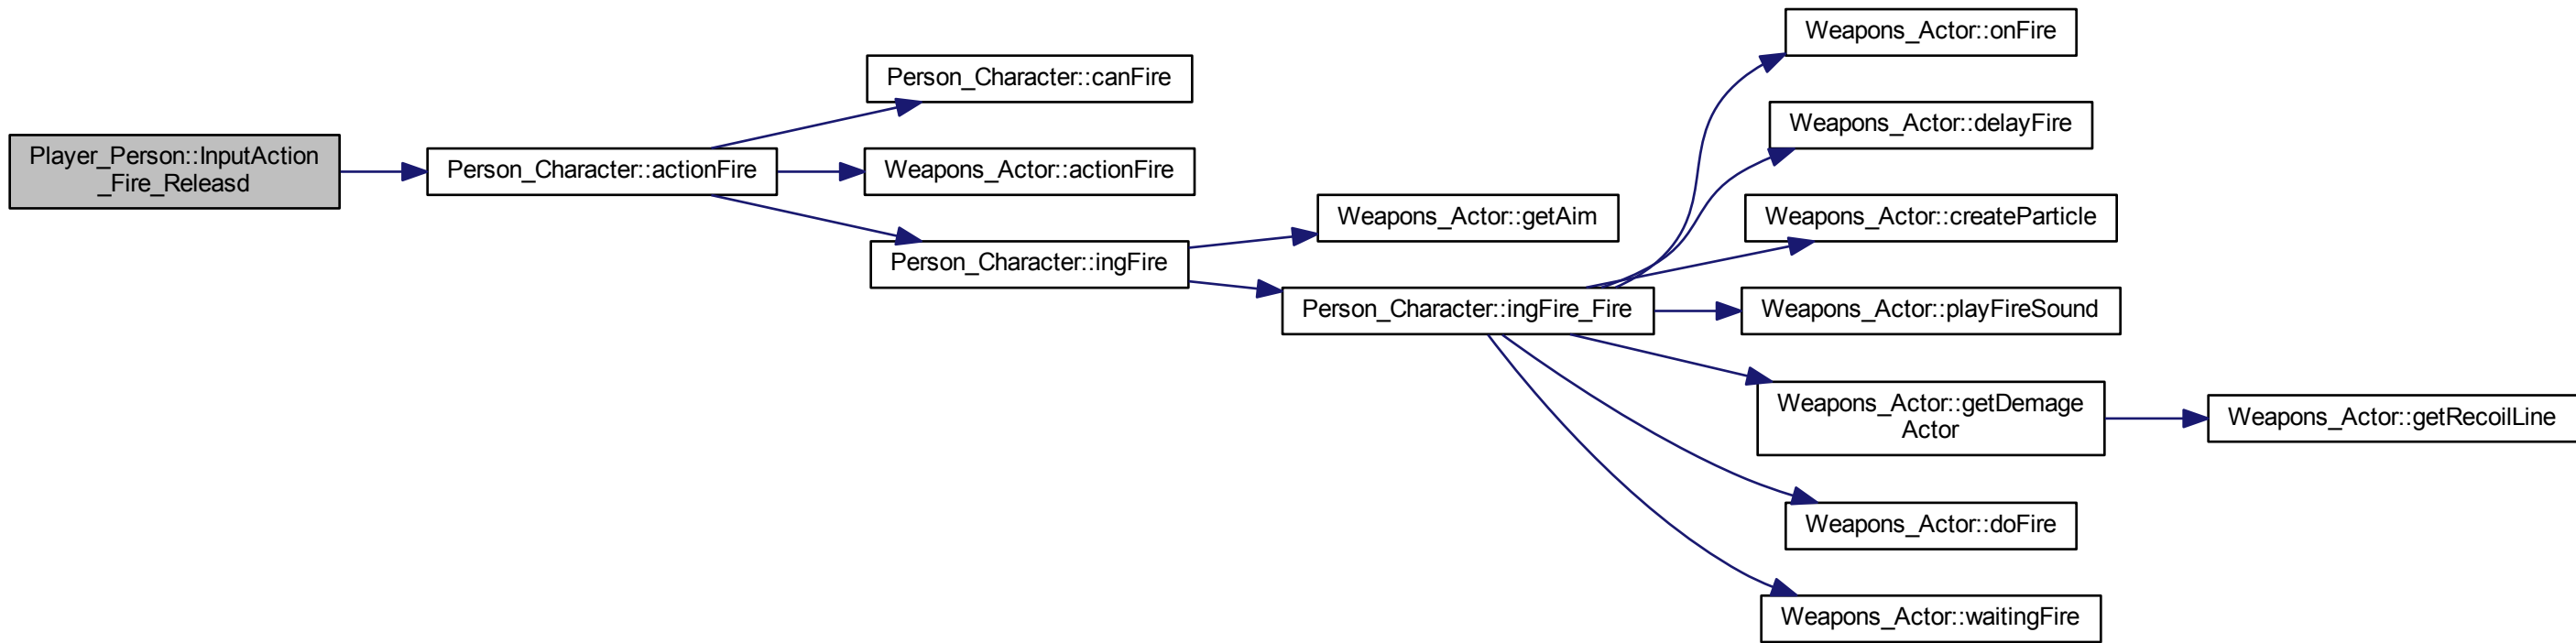 Player_Person::InputAction
_Fire_Releasd
Person_Character::actionFire
Person_Character::canFire
Weapons_Actor::actionFire
Person_Character::ingFire
Weapons_Actor::getAim
Person_Character::ingFire_Fire
Weapons_Actor::onFire
Weapons_Actor::delayFire
Weapons_Actor::createParticle
Weapons_Actor::playFireSound
Weapons_Actor::getDemage
Actor
Weapons_Actor::doFire
Weapons_Actor::waitingFire
Weapons_Actor::getRecoilLine